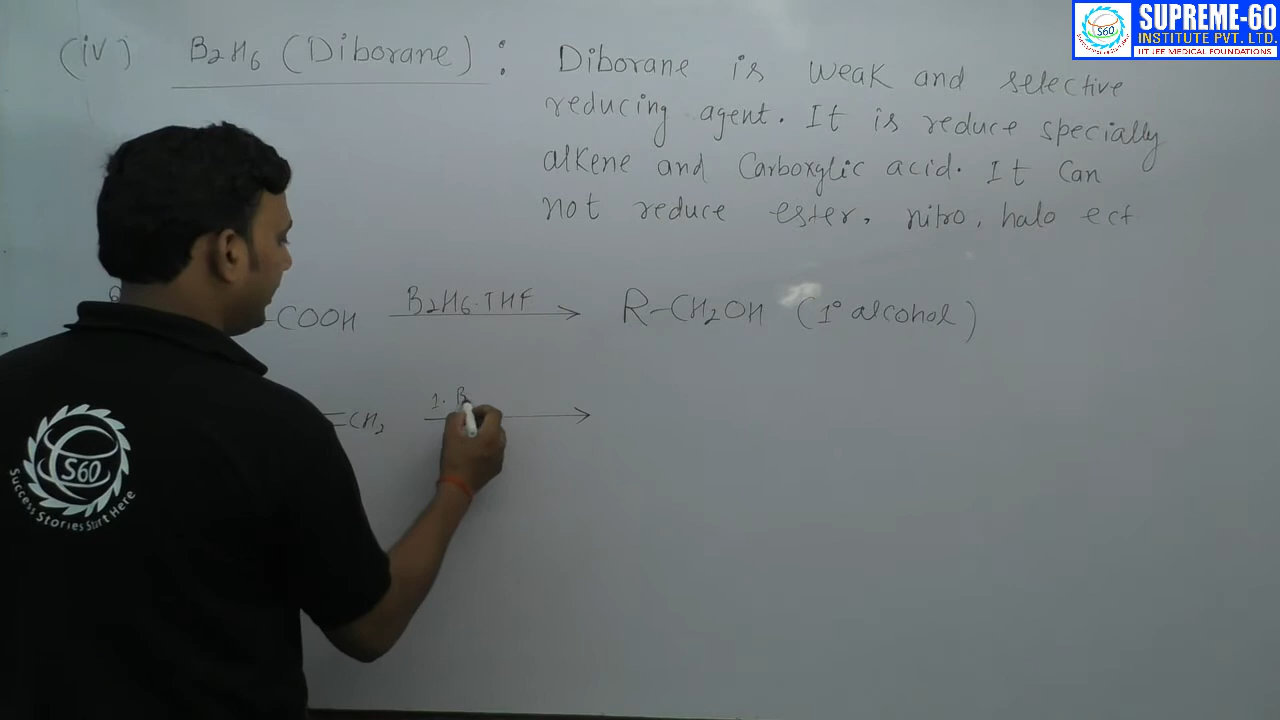 SUPREME-60
INSTITUTE PVT. LTD.
IIT JEE MEDICAL FOUNDATIONS
(iv) B2H6 (Diborane) : Diborane is weak and selective
reducing agent. It is reduce specially
alkene and Carboxylic acid. It Can
not reduce ester, nitro, halo ect
-COOH B2H6.THF R-CH2OH (1° alcohol)
=CH2 1. B
S60
Success Stories Start Here